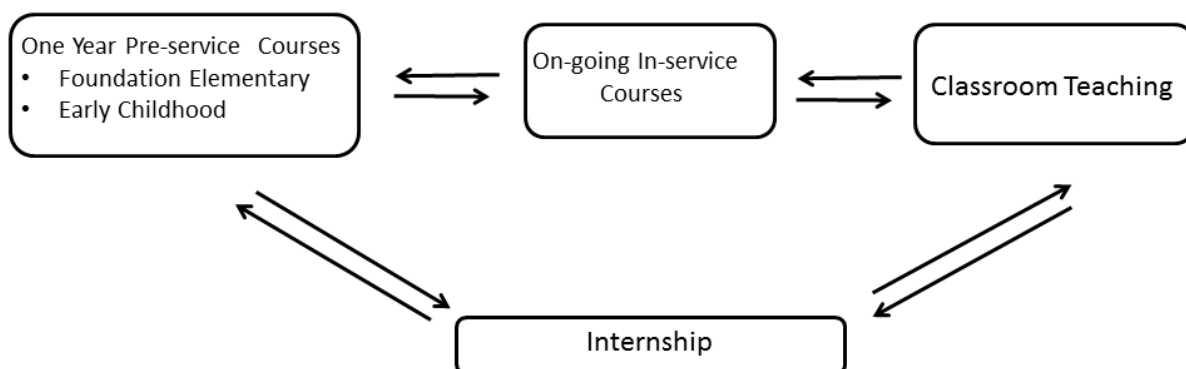 One Year Pre-service Courses
• Foundation Elementary
• Early Childhood
On-going In-service
Courses
Classroom Teaching
Internship